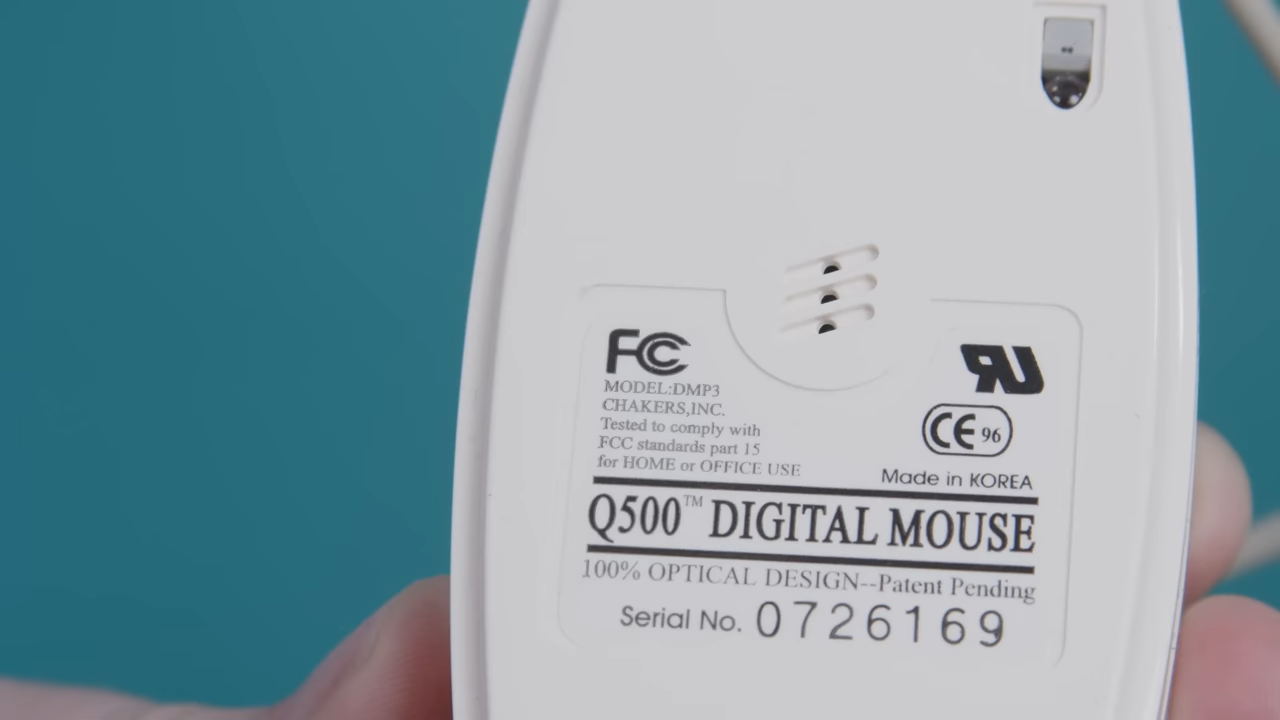 FC
MODEL:DMP3
CHAKERS,INC.
Tested to comply with
FCC standards part 15
for HOME or OFFICE USE
UR
CE 96
Made in KOREA
Q500™ DIGITAL MOUSE
100% OPTICAL DESIGN--Patent Pending
Serial No. 0726169